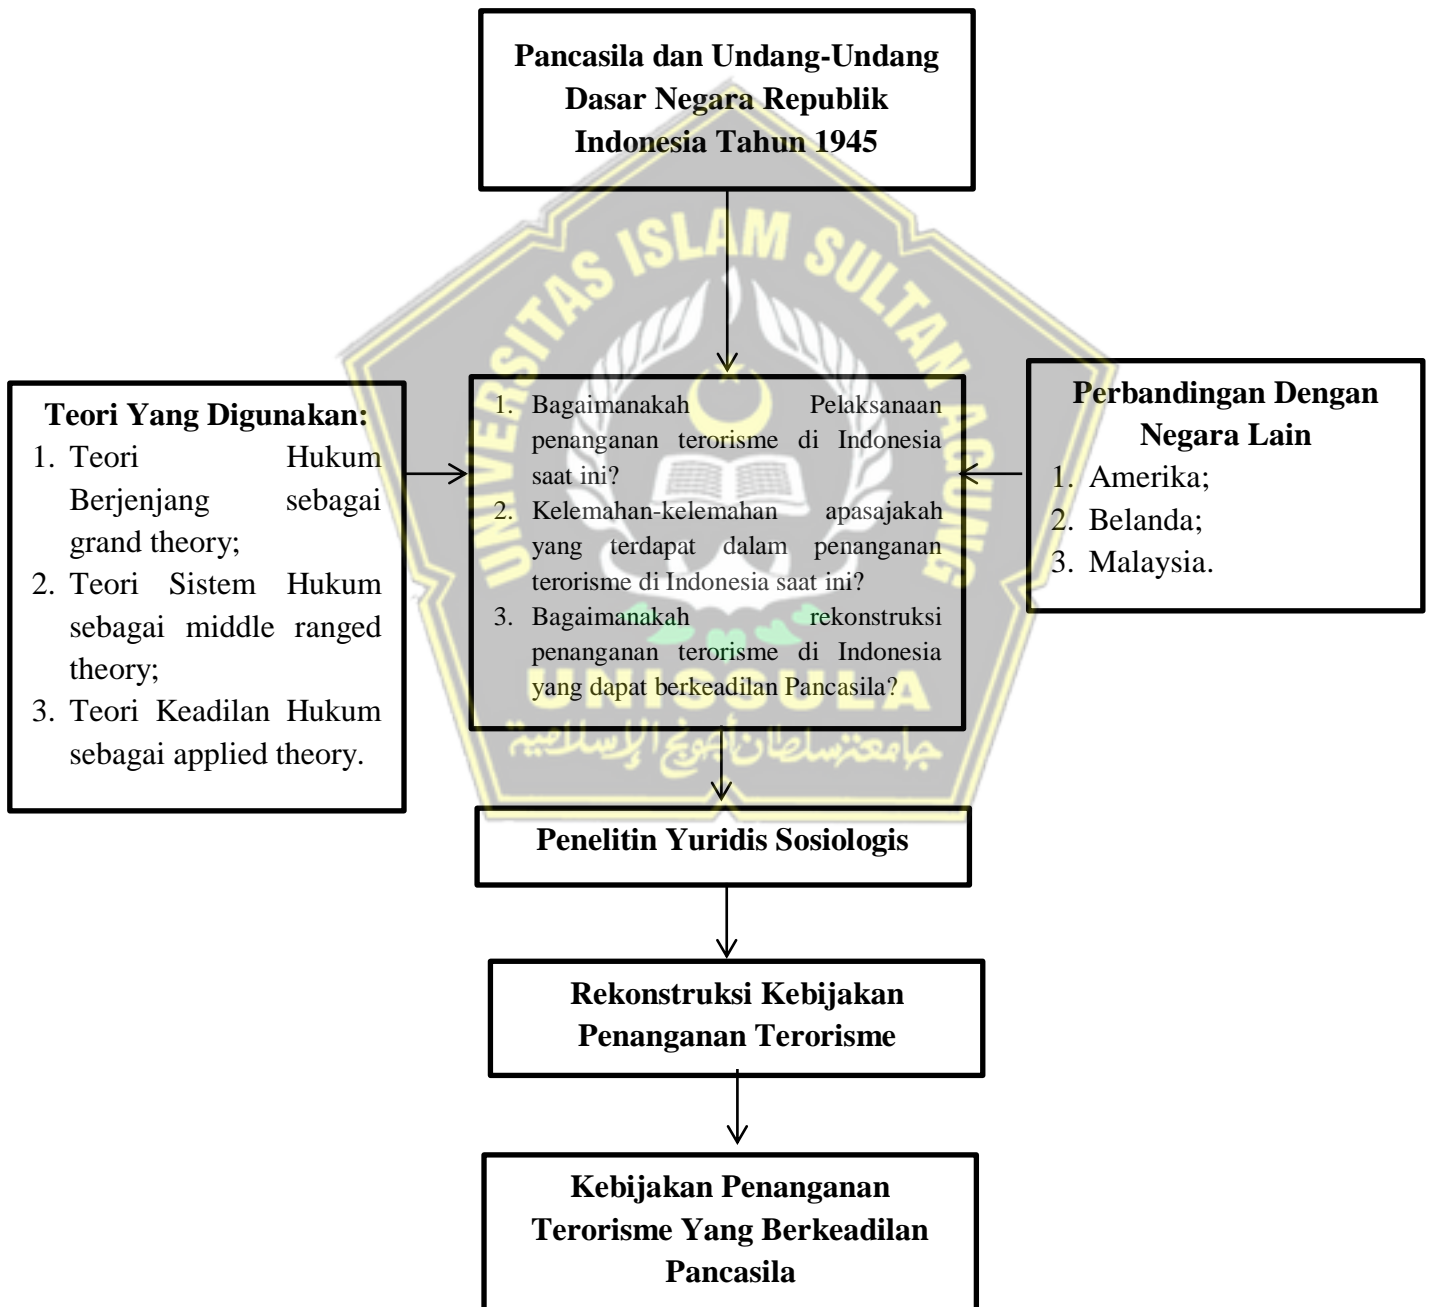 Pancasila dan Undang-Undang
Dasar Negara Republik
Indonesia Tahun 1945
Teori Yang Digunakan:
1. Teori Hukum
Berjenjang sebagai
grand theory;
2. Teori Sistem Hukum
sebagai middle ranged
theory;
3. Teori Keadilan Hukum
sebagai applied theory.
1. Bagaimanakah Pelaksanaan
penanganan terorisme di Indonesia
saat ini?
2. Kelemahan-kelemahan apasajakah
yang terdapat dalam penanganan
terorisme di Indonesia saat ini?
3. Bagaimanakah rekonstruksi
penanganan terorisme di Indonesia
yang dapat berkeadilan Pancasila?
Perbandingan Dengan
Negara Lain
1. Amerika;
2. Belanda;
3. Malaysia.
UNIVERSITAS ISLAM SULTAN AGUNG
UNISSULA
جامعة سلطان أجونج الإسلامية
Penelitin Yuridis Sosiologis
Rekonstruksi Kebijakan
Penanganan Terorisme
Kebijakan Penanganan
Terorisme Yang Berkeadilan
Pancasila